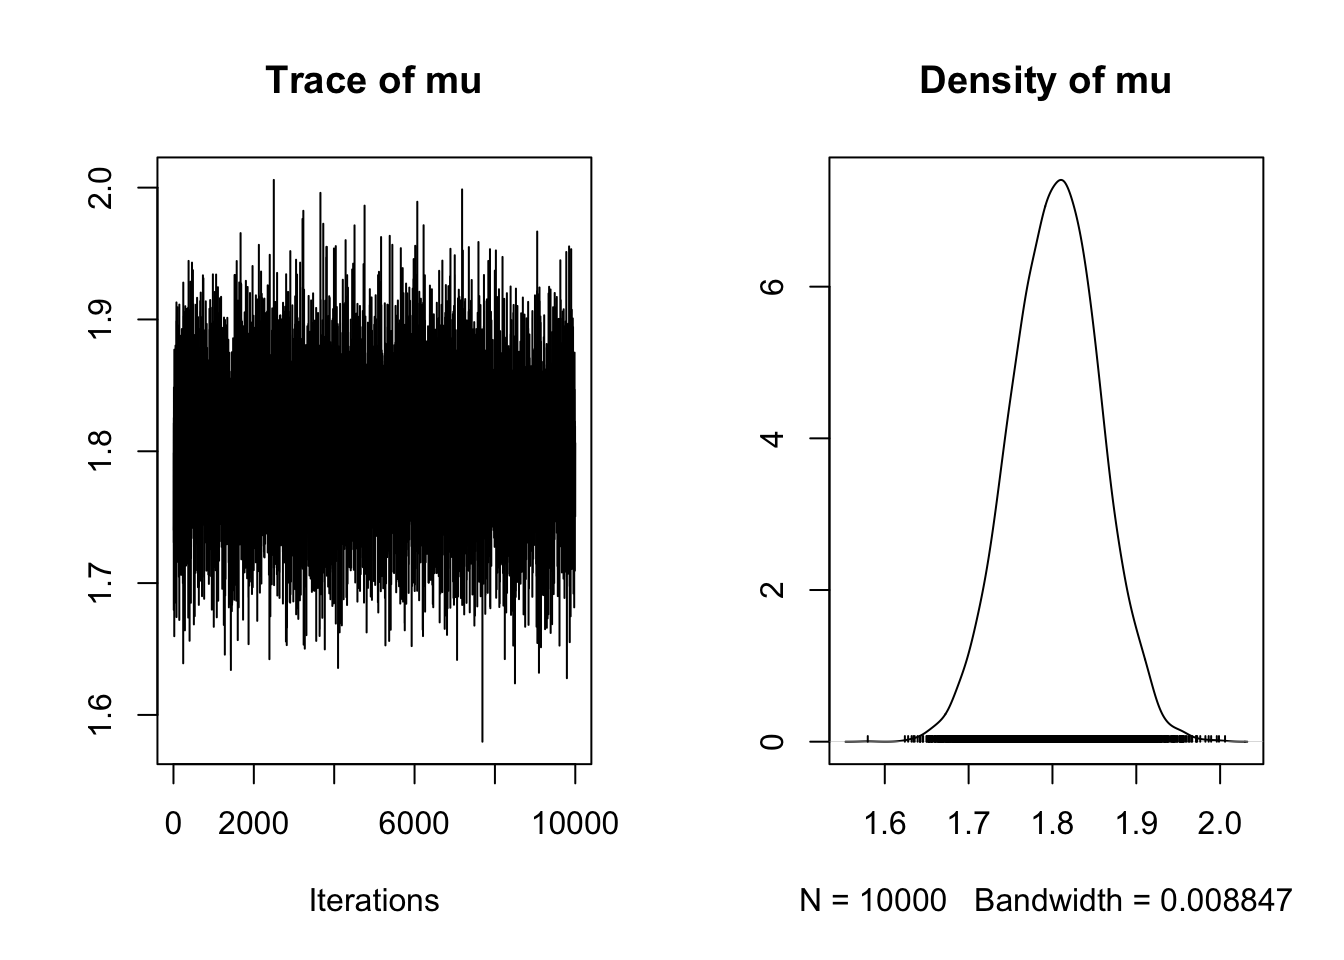 Trace of mu
2.0
1.9
1.8
1.7
1.6
0 2000 6000 10000
Iterations
Density of mu
6
4
2
0
1.6 1.7 1.8 1.9 2.0
N = 10000 Bandwidth = 0.008847